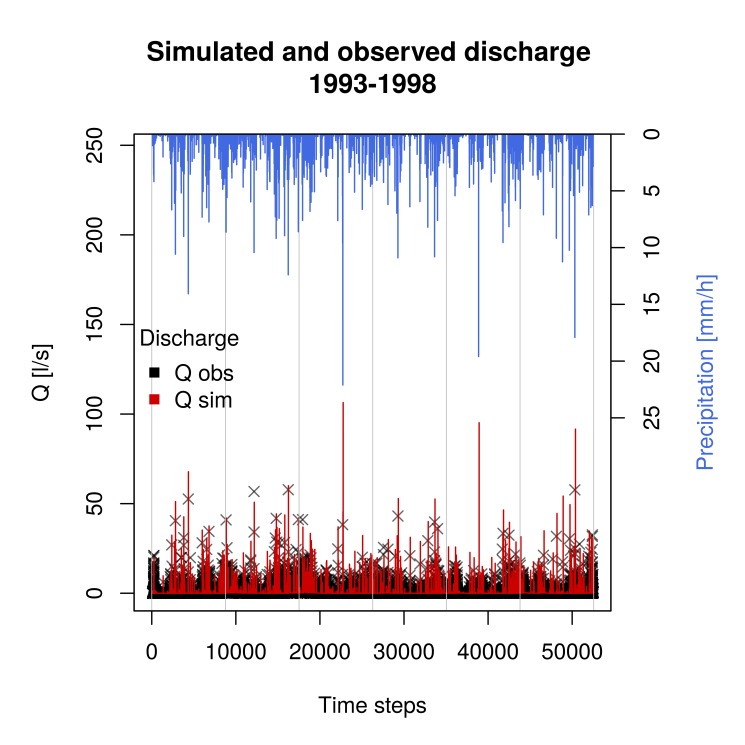 Simulated and observed discharge
1993-1998
250
200
150
100
50
0
Q [l/s]
0
5
10
15
20
25
Precipitation [mm/h]
Discharge
Q obs
Q sim
0 10000 20000 30000 40000 50000
Time steps